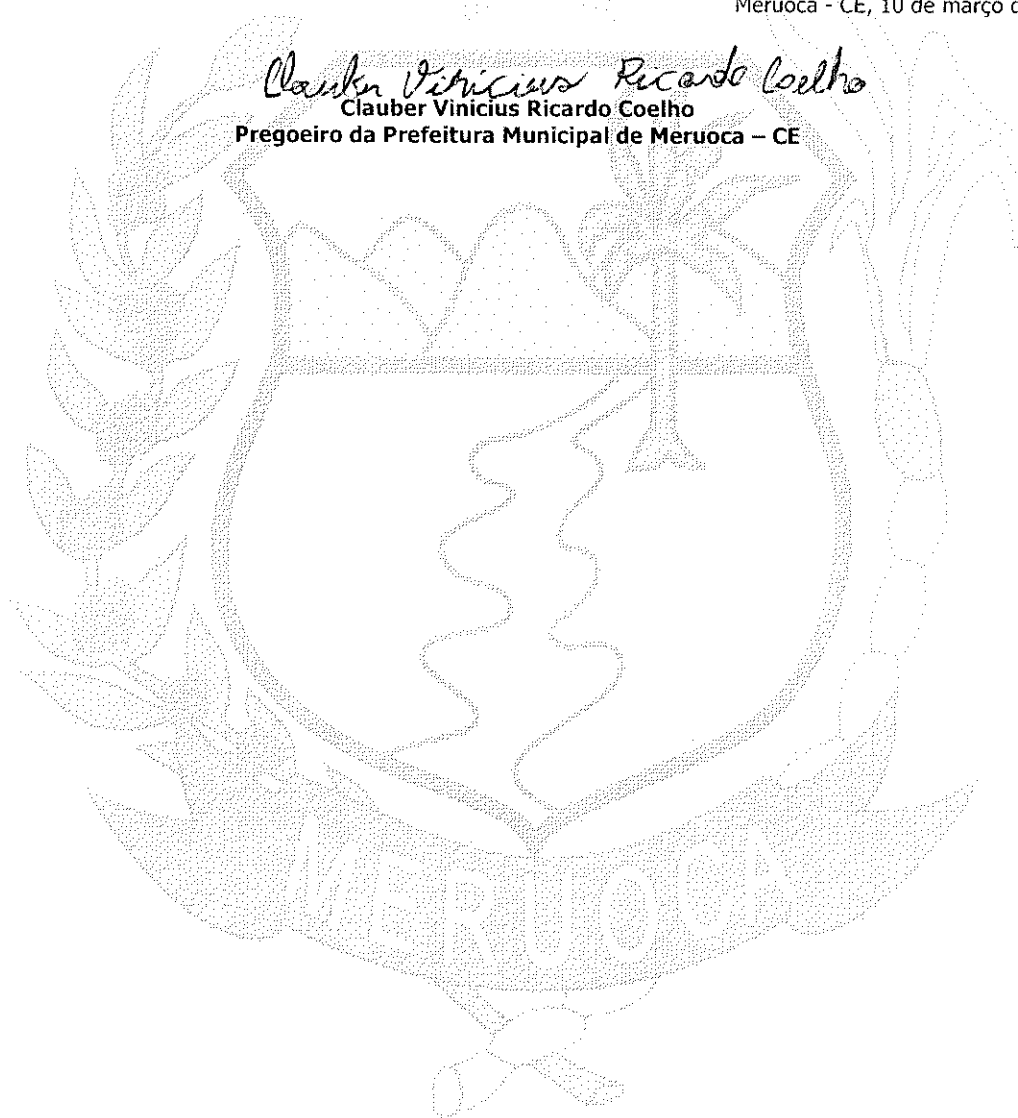 Meruoca - CE, 10 de março d
Clauber Vinicius Ricardo Coelho
Clauber Vinicius Ricardo Coelho
Pregoeiro da Prefeitura Municipal de Meruoca – CE
MERUOCA